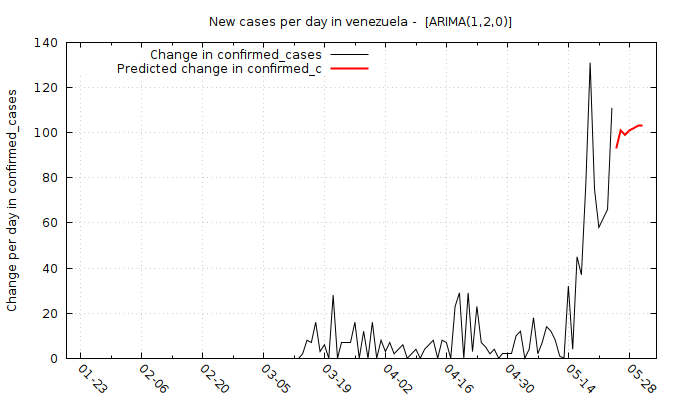 New cases per day in venezuela -  [ARIMA(1,2,0)]
Change in confirmed_cases
Predicted change in confirmed_c
Change per day in confirmed_cases
140
120
100
80
60
40
20
0
01-23 02-06 02-20 03-05 03-19 04-02 04-16 04-30 05-14 05-28